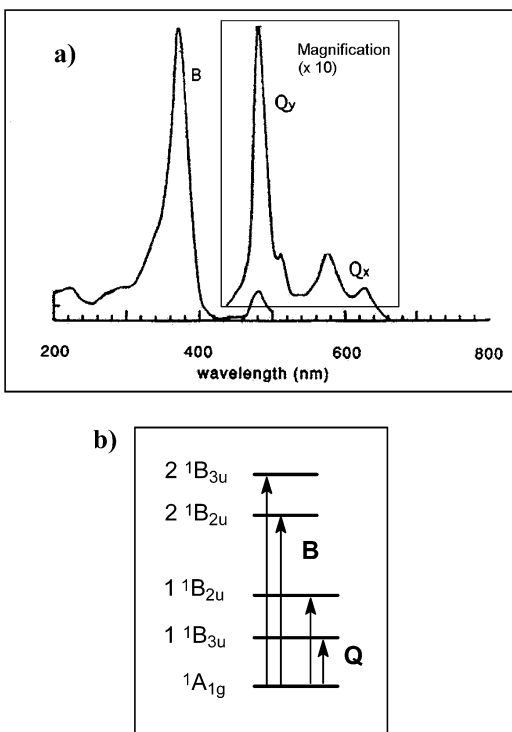 a)
B
Magnification
(x 10)
Qy
Qx
200 400 600 800
wavelength (nm)
b)
2 ¹B₃ᵤ
2 ¹B₂ᵤ
B
1 ¹B₂ᵤ
1 ¹B₃ᵤ
Q
¹A₁g